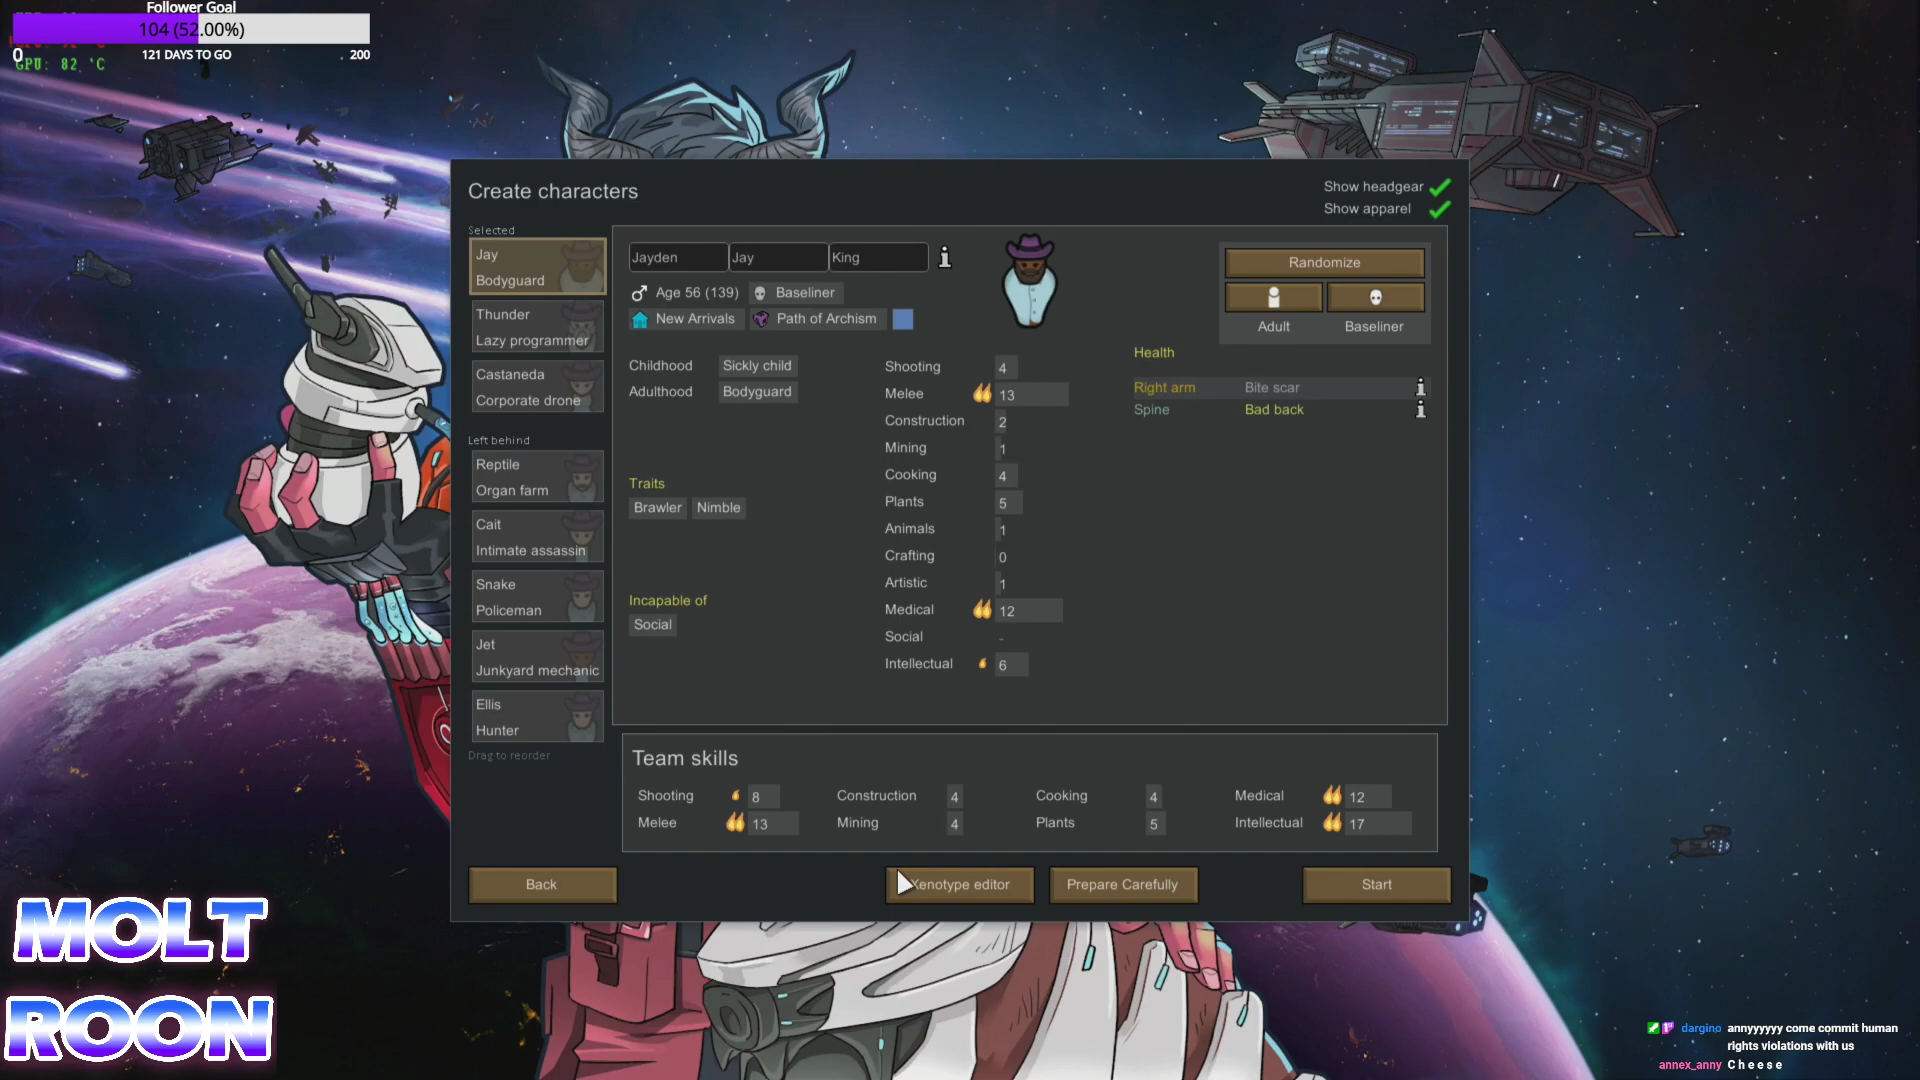 Follower Goal
104 (52.00%)
0
121 DAYS TO GO
200
GPU: 82 °C
Create characters
Show headgear
Show apparel
Selected
Jay
Bodyguard
Thunder
Lazy programmer
Castaneda
Corporate drone
Left behind
Reptile
Organ farm
Cait
Intimate assassin
Snake
Policeman
Jet
Junkyard mechanic
Ellis
Hunter
Drag to reorder
Jayden
Jay
King
Age 56 (139)
Baseliner
New Arrivals
Path of Archism
Childhood
Sickly child
Adulthood
Bodyguard
Traits
Brawler
Nimble
Incapable of
Social
Shooting 4
Melee 13
Construction 2
Mining 1
Cooking 4
Plants 5
Animals 1
Crafting 0
Artistic 1
Medical 12
Social -
Intellectual 6
Randomize
Adult
Baseliner
Health
Right arm Bite scar
Spine Bad back
Team skills
Shooting 8
Construction 4
Cooking 4
Medical 12
Melee 13
Mining 4
Plants 5
Intellectual 17
Back
Xenotype editor
Prepare Carefully
Start
MOLT
ROON
dargino annyyyyyy come commit human
rights violations with us
annex_anny C h e e s e